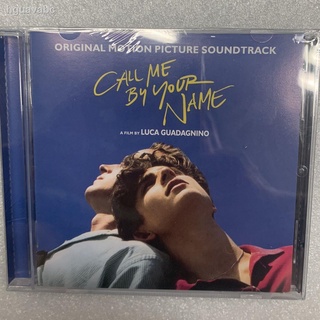 ORIGINAL MOTION PICTURE SOUNDTRACK
CALL ME
BY YOUR
NAME
A FILM BY LUCA GUADAGNINO